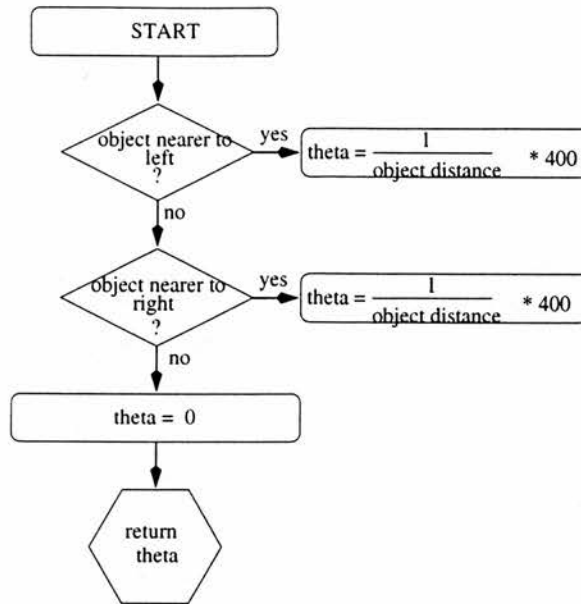 START
object nearer to
left
?
yes
theta = 1 / object distance * 400
no
object nearer to
right
?
yes
theta = 1 / object distance * 400
no
theta = 0
return
theta